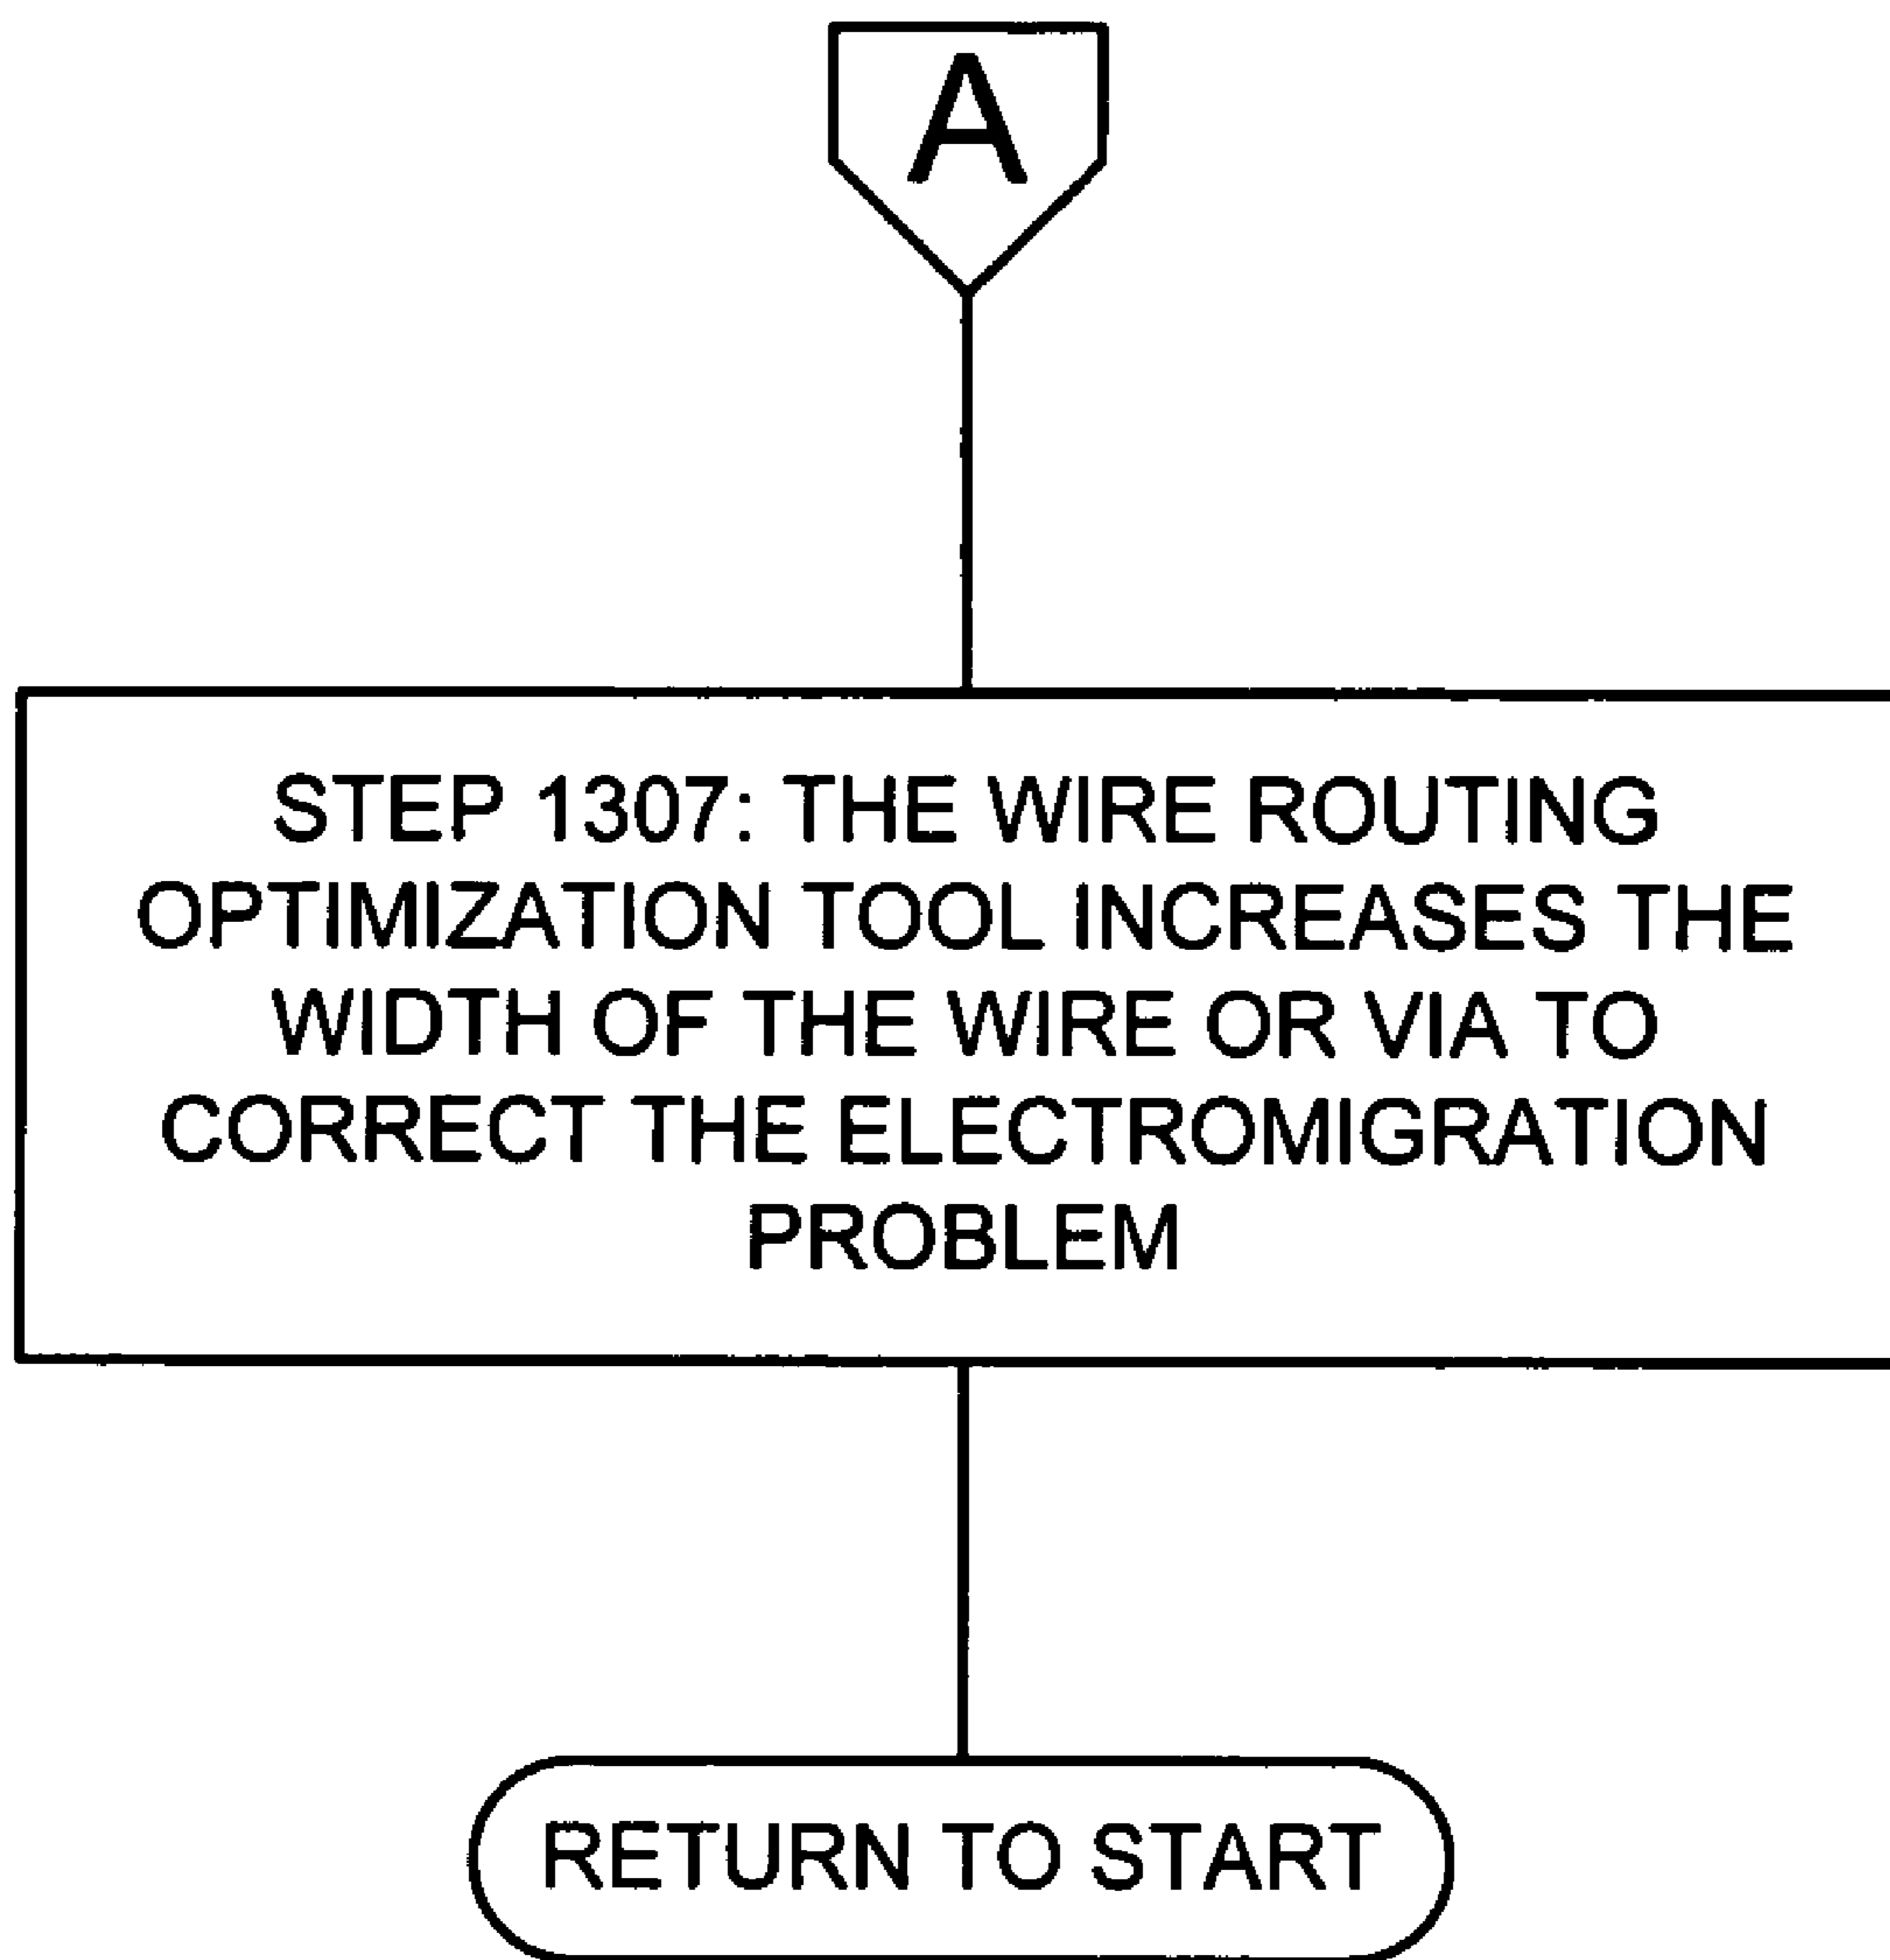 A
STEP 1307: THE WIRE ROUTING
OPTIMIZATION TOOL INCREASES THE
WIDTH OF THE WIRE OR VIA TO
CORRECT THE ELECTROMIGRATION
PROBLEM
RETURN TO START